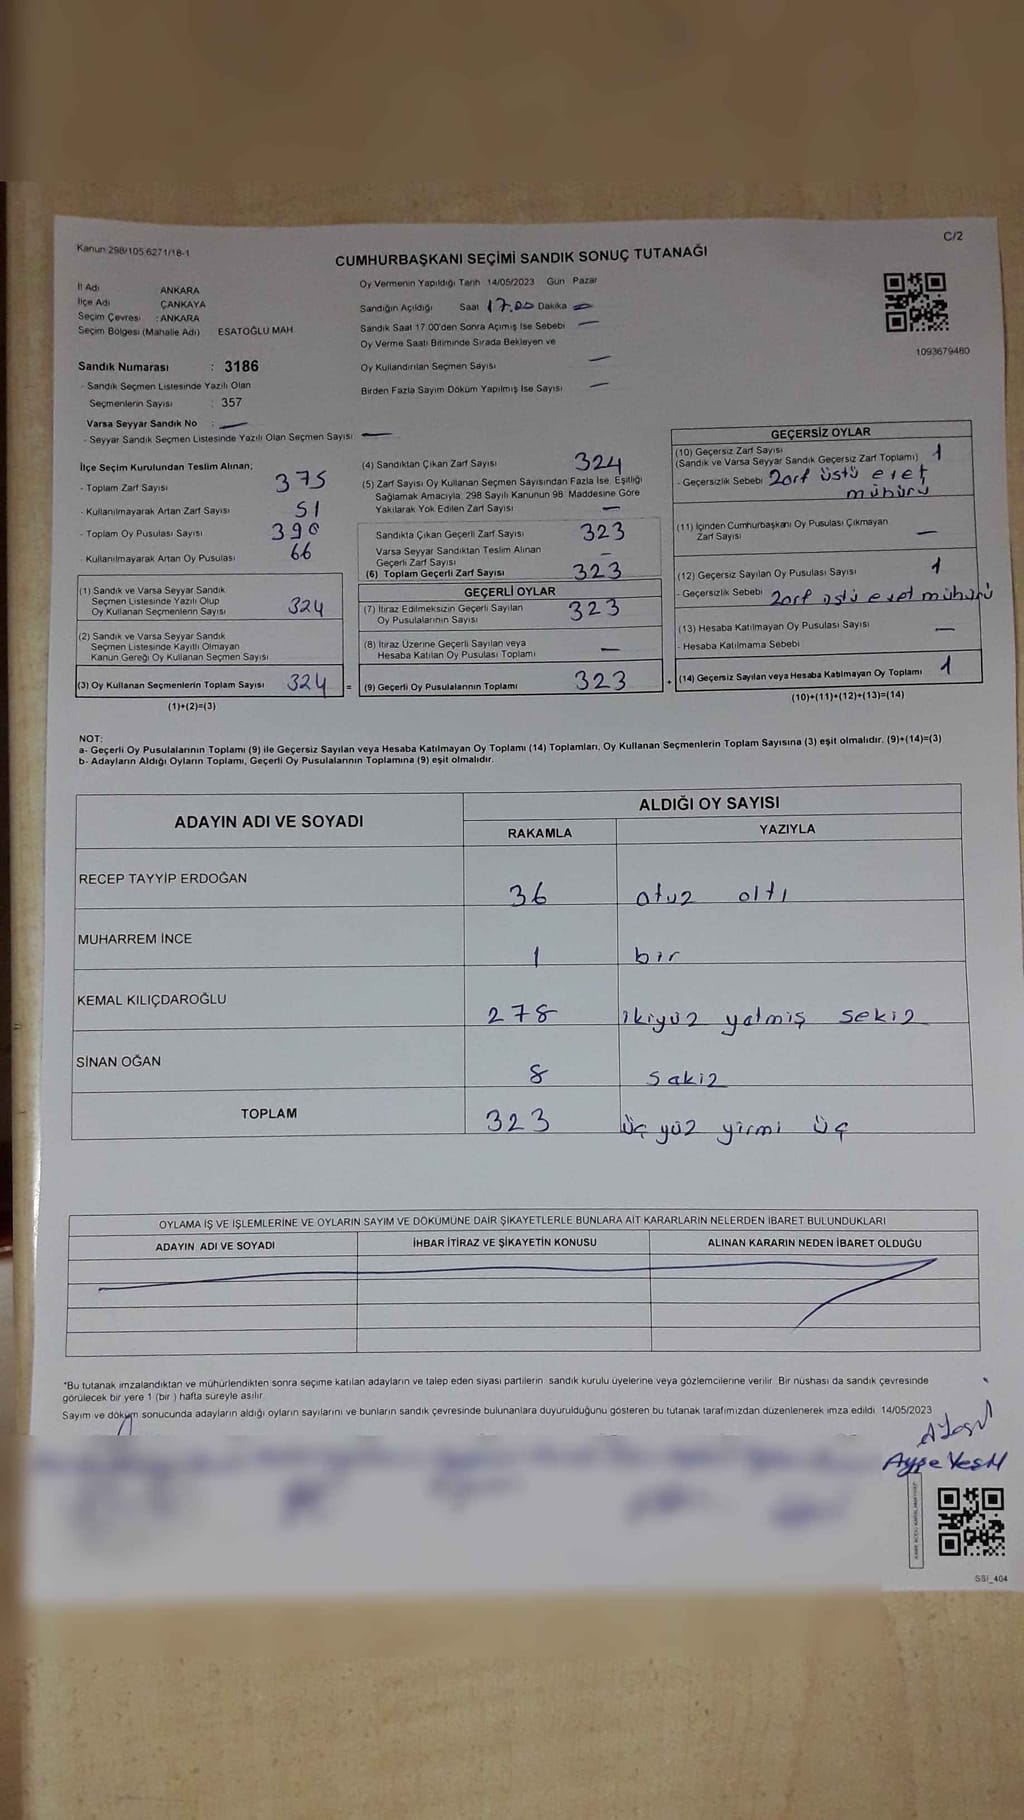 Kanun 298/105 6271/18-1
C/2
CUMHURBAŞKANI SEÇİMİ SANDIK SONUÇ TUTANAĞI
İl Adı ANKARA
İlçe Adı ÇANKAYA
Seçim Çevresi : ANKARA
Seçim Bölgesi (Mahalle Adı) ESATOĞLU MAH
Oy Vermenin Yapıldığı Tarih 14/05/2023 Gün Pazar
Sandığın Açıldığı Saat 17.00 Dakika —
Sandık Saat 17.00'den Sonra Açımış İse Sebebi —
Oy Verme Saati Bitiminde Sırada Bekleyen ve
Oy Kullandırılan Seçmen Sayısı —
Birden Fazla Sayım Döküm Yapılmış İse Sayısı —
1093679480
Sandık Numarası : 3186
- Sandık Seçmen Listesinde Yazılı Olan
Seçmenlerin Sayısı : 357
Varsa Seyyar Sandık No : —
- Seyyar Sandık Seçmen Listesinde Yazılı Olan Seçmen Sayısı —
İlçe Seçim Kurulundan Teslim Alınan;
- Toplam Zarf Sayısı 375
- Kullanılmayarak Artan Zarf Sayısı 51
- Toplam Oy Pusulası Sayısı 390
- Kullanılmayarak Artan Oy Pusulası 66
(1) Sandık ve Varsa Seyyar Sandık
Seçmen Listesinde Yazılı Olup
Oy Kullanan Seçmenlerin Sayısı 324
(2) Sandık ve Varsa Seyyar Sandık
Seçmen Listesinde Kayıtlı Olmayan
Kanun Gereği Oy Kullanan Seçmen Sayısı
(3) Oy Kullanan Seçmenlerin Toplam Sayısı 324 =
(1)+(2)=(3)
(4) Sandıktan Çıkan Zarf Sayısı 324
(5) Zarf Sayısı Oy Kullanan Seçmen Sayısından Fazla İse, Eşitliği
Sağlamak Amacıyla, 298 Sayılı Kanunun 98. Maddesine Göre
Yakılarak Yok Edilen Zarf Sayısı —
Sandıkta Çıkan Geçerli Zarf Sayısı 323
Varsa Seyyar Sandıktan Teslim Alınan
Geçerli Zarf Sayısı —
(6) Toplam Geçerli Zarf Sayısı 323
GEÇERLİ OYLAR
(7) İtiraz Edilmeksizin Geçerli Sayılan
Oy Pusulalarının Sayısı 323
(8) İtiraz Üzerine Geçerli Sayılan veya
Hesaba Katılan Oy Pusulası Toplamı —
(9) Geçerli Oy Pusulalarının Toplamı 323 +
GEÇERSİZ OYLAR
(10) Geçersiz Zarf Sayısı
(Sandık ve Varsa Seyyar Sandık Geçersiz Zarf Toplamı) 1
- Geçersizlik Sebebi Zarf üstü evet
mühürü
(11) İçinden Cumhurbaşkanı Oy Pusulası Çıkmayan
Zarf Sayısı —
(12) Geçersiz Sayılan Oy Pusulası Sayısı 1
- Geçersizlik Sebebi Zarf üstü evet mühürü
(13) Hesaba Katılmayan Oy Pusulası Sayısı —
- Hesaba Katılmama Sebebi
(14) Geçersiz Sayılan veya Hesaba Katılmayan Oy Toplamı 1
(10)+(11)+(12)+(13)=(14)
NOT:
a- Geçerli Oy Pusulalarının Toplamı (9) ile Geçersiz Sayılan veya Hesaba Katılmayan Oy Toplamı (14) Toplamları, Oy Kullanan Seçmenlerin Toplam Sayısına (3) eşit olmalıdır. (9)+(14)=(3)
b- Adayların Aldığı Oyların Toplamı, Geçerli Oy Pusulalarının Toplamına (9) eşit olmalıdır.
ADAYIN ADI VE SOYADI
ALDIĞI OY SAYISI
RAKAMLA YAZIYLA
RECEP TAYYİP ERDOĞAN 36 otuz altı
MUHARREM İNCE 1 bir
KEMAL KILIÇDAROĞLU 278 ikiyüz yatmiş sekiz
SİNAN OĞAN 8 sakiz
TOPLAM 323 üç yüz yirmi üç
OYLAMA İŞ VE İŞLEMLERİNE VE OYLARIN SAYIM VE DÖKÜMÜNE DAİR ŞİKAYETLERLE BUNLARA AİT KARARLARIN NELERDEN İBARET BULUNDUKLARI
ADAYIN ADI VE SOYADI İHBAR İTİRAZ VE ŞİKAYETİN KONUSU ALINAN KARARIN NEDEN İBARET OLDUĞU
*Bu tutanak imzalandıktan ve mühürlendikten sonra seçime katılan adayların ve talep eden siyasi partilerin sandık kurulu üyelerine veya gözlemcilerine verilir. Bir nüshası da sandık çevresinde
görülecek bir yere 1 (bir ) hafta süreyle asılır.
Sayım ve döküm sonucunda adayların aldığı oyların sayılarını ve bunların sandık çevresinde bulunanlara duyurulduğunu gösteren bu tutanak tarafımızdan düzenlenerek imza edildi. 14/05/2023
Ayşe Yeşil
SSI_404